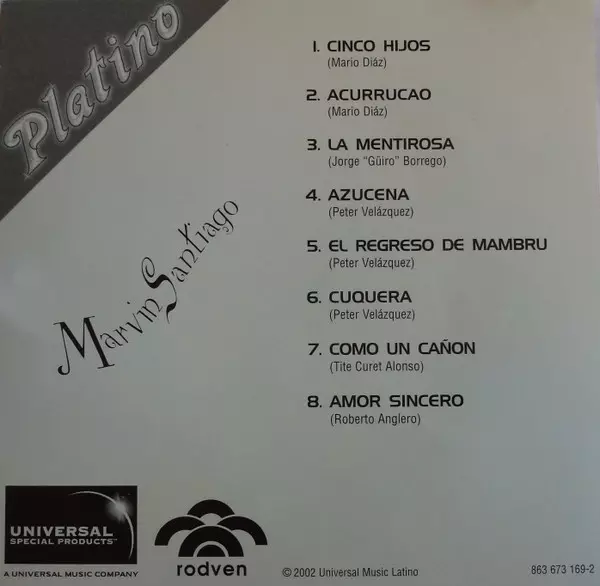 Platino
1. CINCO HIJOS
(Mario Diáz)
2. ACURRUCAO
(Mario Diáz)
3. LA MENTIROSA
(Jorge "Güiro" Borrego)
4. AZUCENA
(Peter Velázquez)
5. EL REGRESO DE MAMBRU
(Peter Velázquez)
6. CUQUERA
(Peter Velázquez)
7. COMO UN CAÑON
(Tite Curet Alonso)
8. AMOR SINCERO
(Roberto Anglero)
Marvin Santiago
UNIVERSAL
SPECIAL PRODUCTS™
A UNIVERSAL MUSIC COMPANY
rodven
© 2002 Universal Music Latino
863 673 169-2